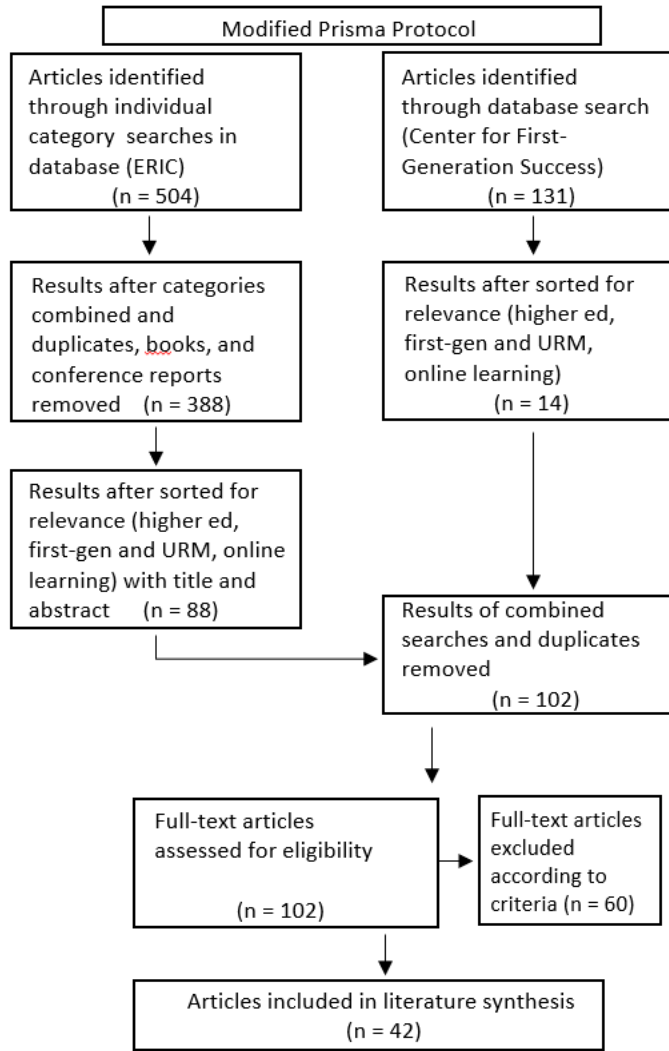 Modified Prisma Protocol
Articles identified
through individual
category searches in
database (ERIC)
(n = 504)
Articles identified
through database search
(Center for First-
Generation Success)
(n = 131)
Results after categories
combined and
duplicates, books, and
conference reports
removed (n = 388)
Results after sorted for
relevance (higher ed,
first-gen and URM,
online learning)
(n = 14)
Results after sorted for
relevance (higher ed,
first-gen and URM, online
learning) with title and
abstract (n = 88)
Results of combined
searches and duplicates
removed
(n = 102)
Full-text articles
assessed for eligibility
(n = 102)
Full-text articles
excluded
according to
criteria (n = 60)
Articles included in literature synthesis
(n = 42)